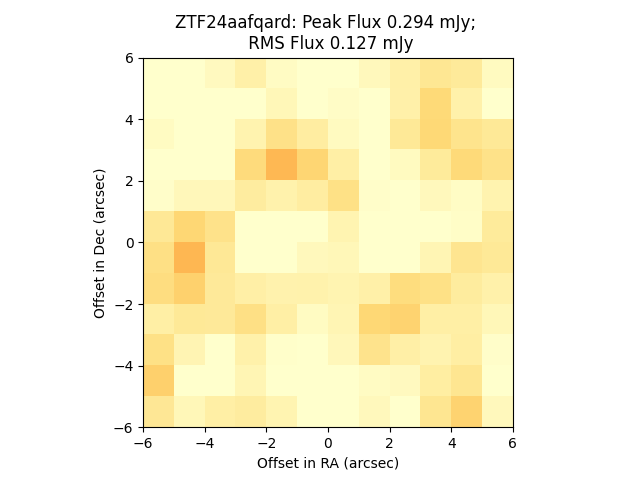 ZTF24aafqard: Peak Flux 0.294 mJy;
RMS Flux 0.127 mJy
6
4
2
0
−2
−4
−6
Offset in Dec (arcsec)
−6 −4 −2 0 2 4 6
Offset in RA (arcsec)